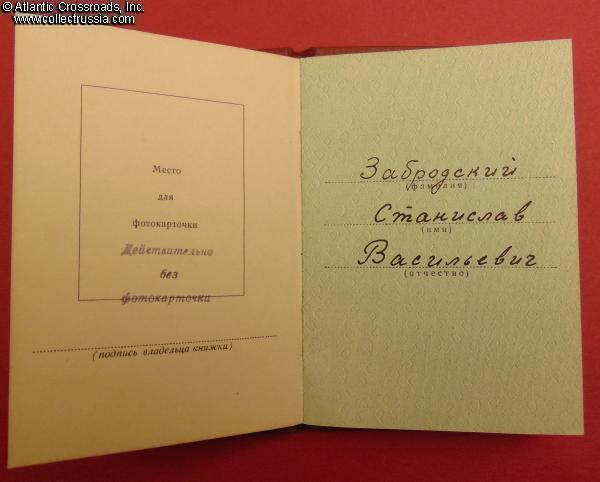 © Atlantic Crossroads, Inc.
www.collectrussia.com
Место
для
фотокарточки
Действительно
без
фотокарточки
(подпись владельца книжки)
Забродский
(фамилия)
Станислав
(имя)
Васильевич
(отчество)